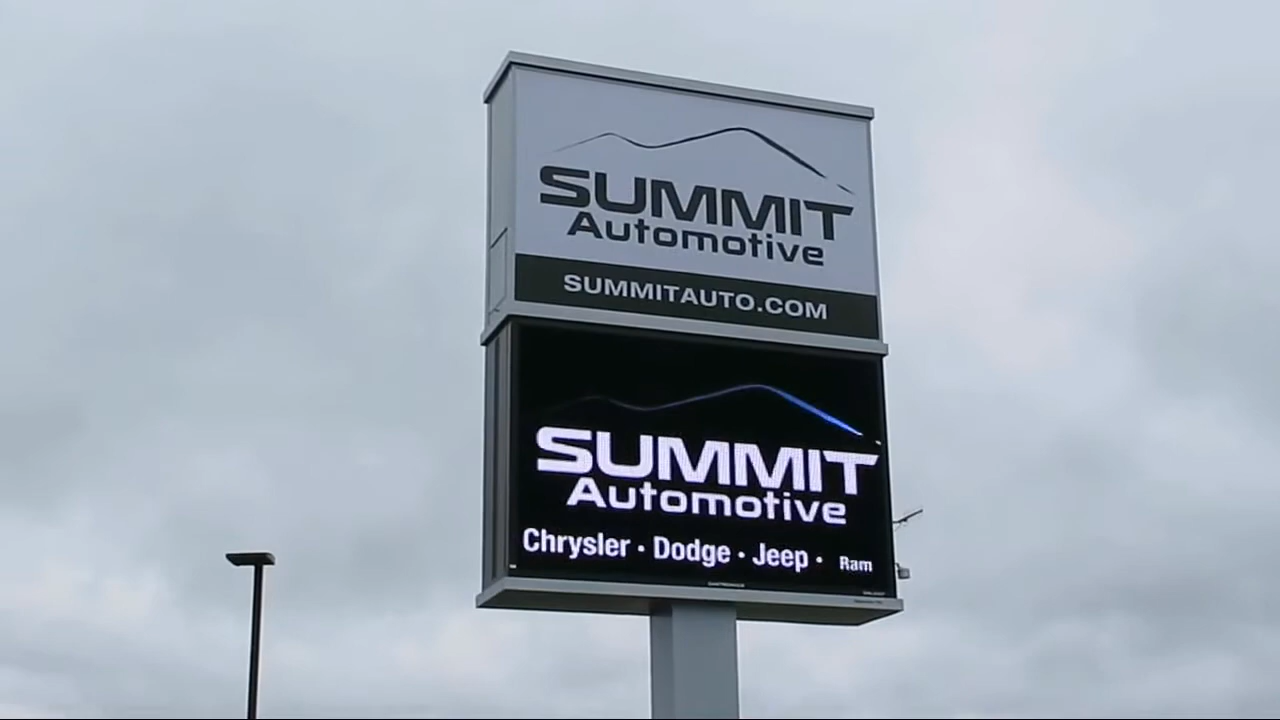 SUMMIT
Automotive
SUMMITAUTO.COM
SUMMIT
Automotive
Chrysler · Dodge · Jeep · Ram